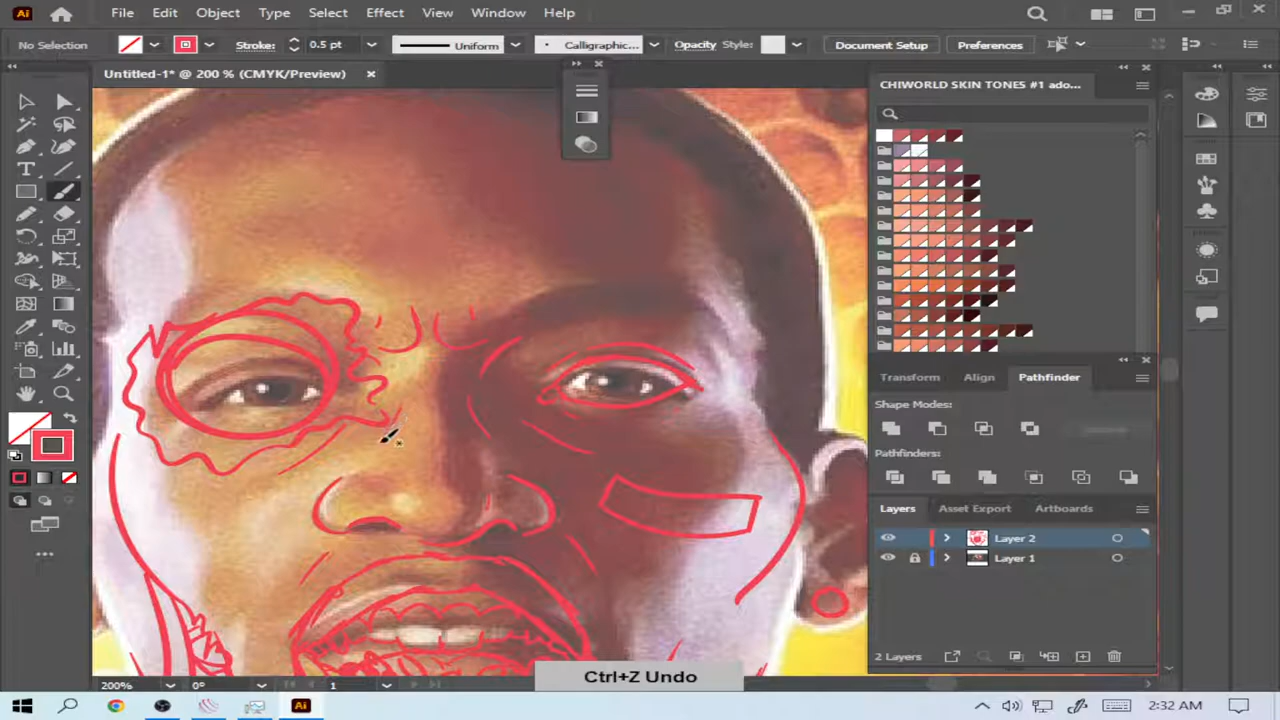 Ai File Edit Object Type Select Effect View Window Help
No Selection Stroke: 0.5 pt Uniform Calligraphic... Opacity Style: Document Setup Preferences
Untitled-1* @ 200 % (CMYK/Preview)
CHIWORLD SKIN TONES #1 ado...
Transform Align Pathfinder
Shape Modes:
Pathfinders:
Layers Asset Export Artboards
Layer 2
Layer 1
2 Layers
Ctrl+Z Undo
200% 0° 1
Ai 2:32 AM